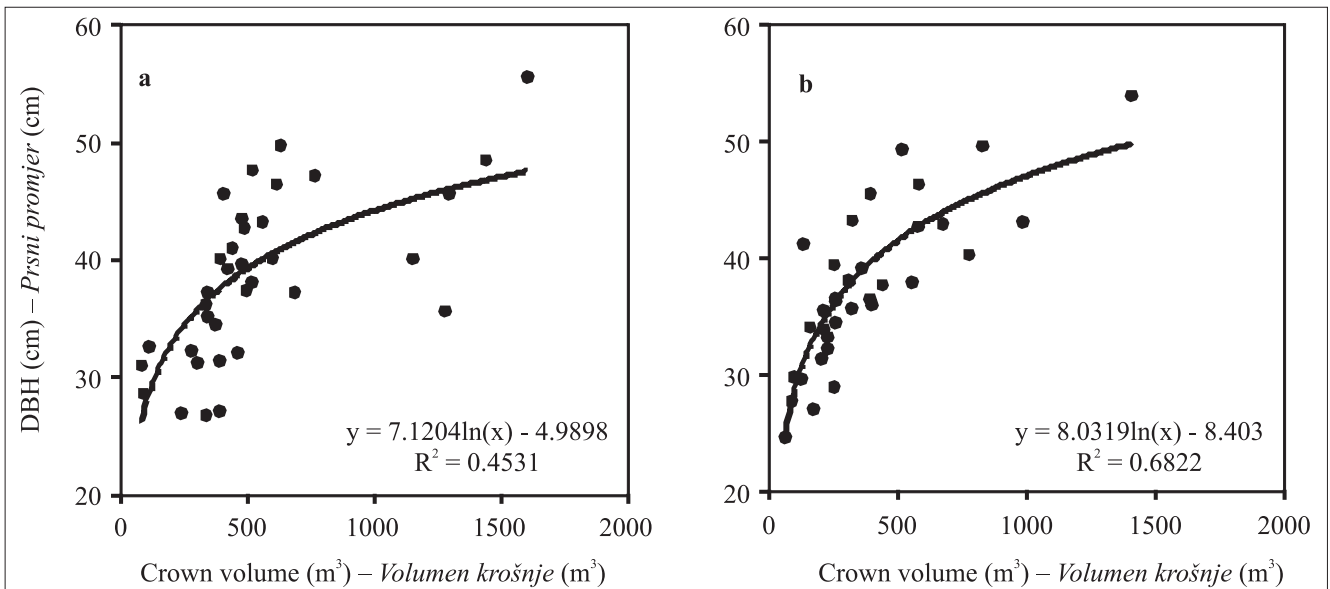 DBH (cm) – Prsni promjer (cm)
a
60
50
40
30
20
0 500 1000 1500 2000
y = 7.1204ln(x) - 4.9898
R² = 0.4531
Crown volume (m³) – Volumen krošnje (m³)
b
60
50
40
30
20
0 500 1000 1500 2000
y = 8.0319ln(x) - 8.403
R² = 0.6822
Crown volume (m³) – Volumen krošnje (m³)